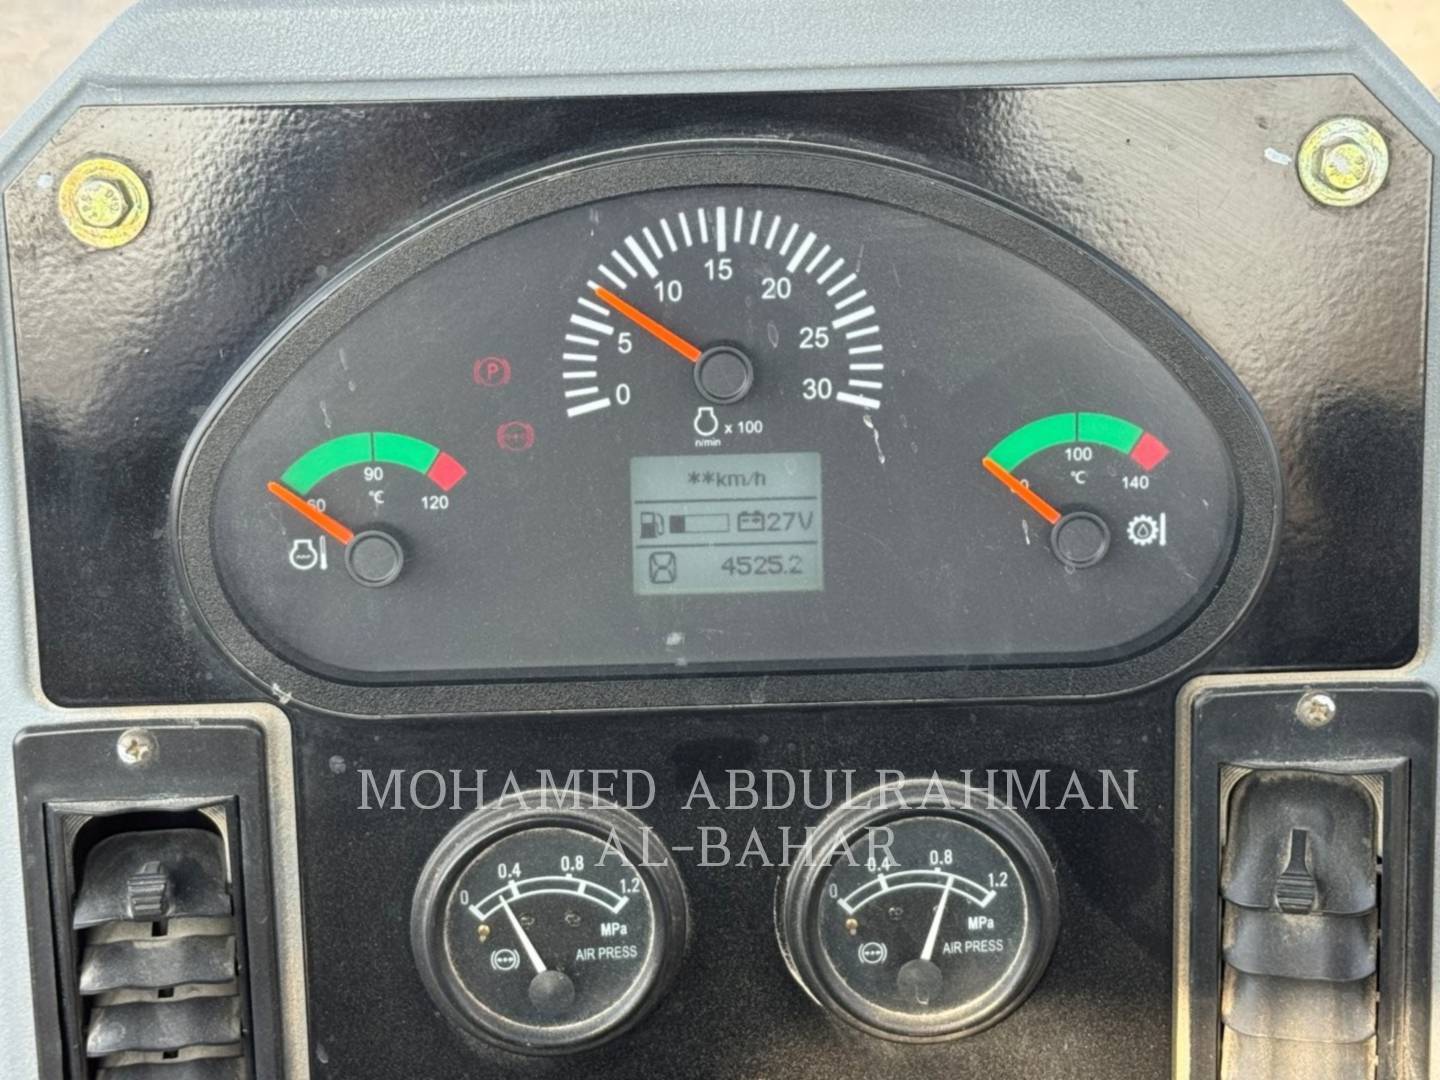 15
10
20
5
25
0
30
x 100
n/min
P
90
°C
60
120
100
°C
140
**km/h
27V
4525.2
MOHAMED ABDULRAHMAN
AL-BAHAR
0 0.4 0.8 1.2
MPa
AIR PRESS
0 0.4 0.8 1.2
MPa
AIR PRESS